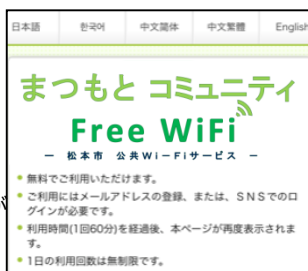 日本語 한국어 中文简体 中文繁體 English
まつもと コミュニティ
Free WiFi
― 松本市 公共Wi-Fiサービス ―
• 無料でご利用いただけます。
• ご利用にはメールアドレスの登録、または、SNSでのロ
グインが必要です。
• 利用時間(1回60分)を経過後、本ページが再度表示されま
す。
• 1日の利用回数は無制限です。